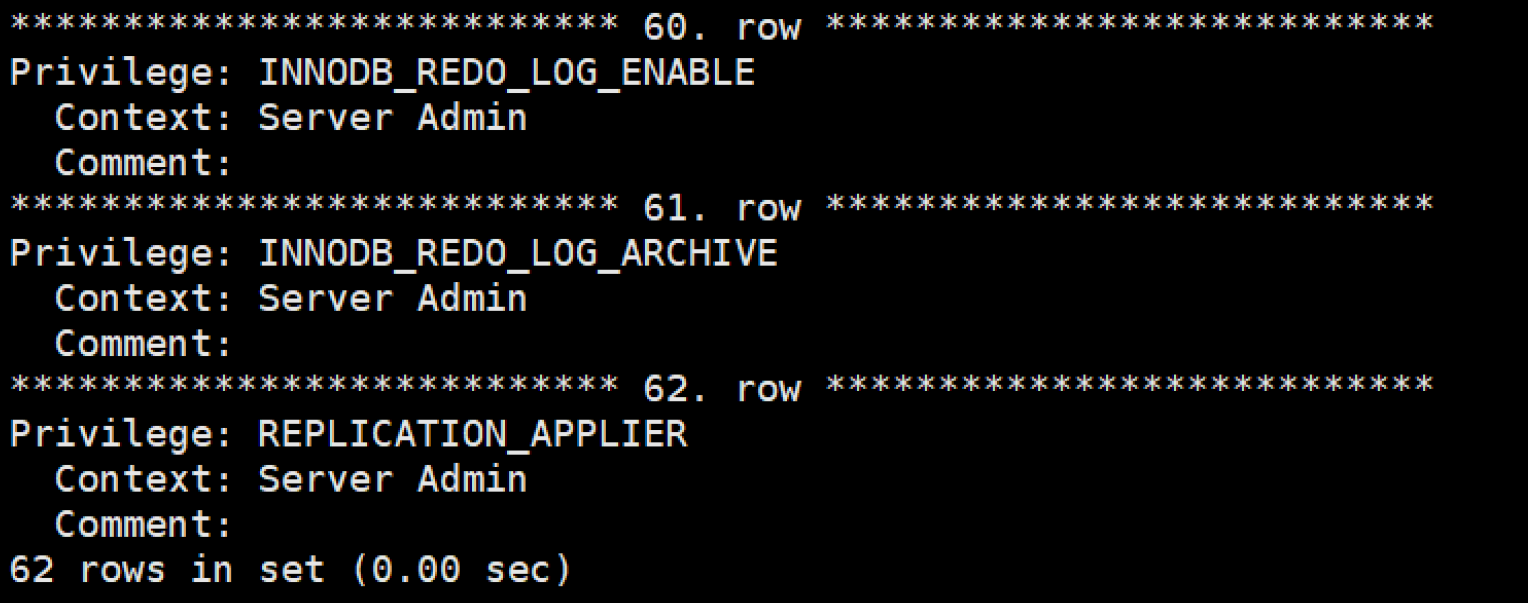 *************************** 60. row ***************************
Privilege: INNODB_REDO_LOG_ENABLE
  Context: Server Admin
  Comment:
*************************** 61. row ***************************
Privilege: INNODB_REDO_LOG_ARCHIVE
  Context: Server Admin
  Comment:
*************************** 62. row ***************************
Privilege: REPLICATION_APPLIER
  Context: Server Admin
  Comment:
62 rows in set (0.00 sec)